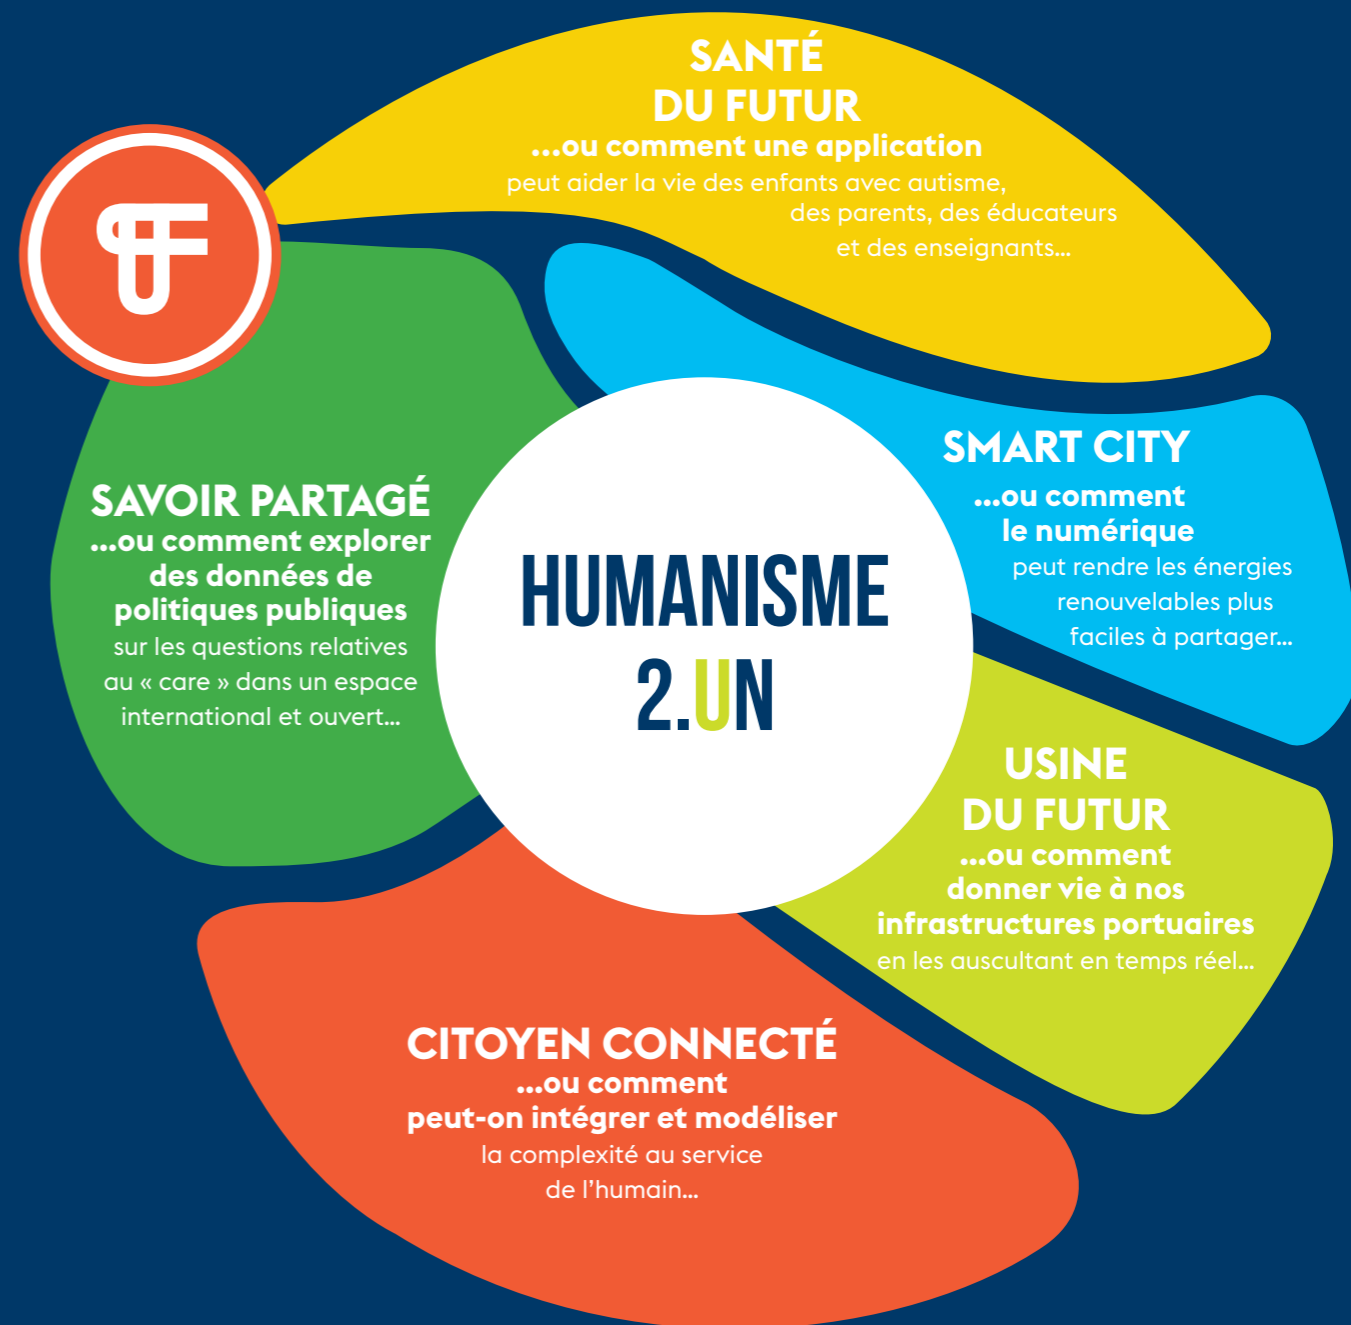 SANTÉ
DU FUTUR
...ou comment une application
peut aider la vie des enfants avec autisme,
des parents, des éducateurs
et des enseignants...
SMART CITY
...ou comment
le numérique
peut rendre les énergies
renouvelables plus
faciles à partager...
SAVOIR PARTAGÉ
...ou comment explorer
des données de
politiques publiques
sur les questions relatives
au « care » dans un espace
international et ouvert...
HUMANISME
2.UN
USINE
DU FUTUR
...ou comment
donner vie à nos
infrastructures portuaires
en les auscultant en temps réel...
CITOYEN CONNECTÉ
...ou comment
peut-on intégrer et modéliser
la complexité au service
de l'humain...